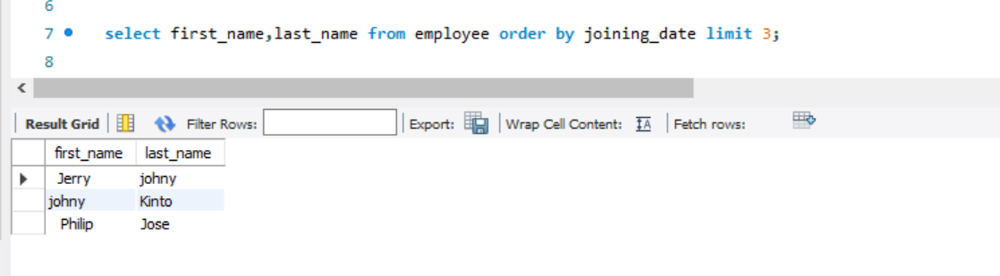 6
7 select first_name,last_name from employee order by joining_date limit 3;
8
Result Grid Filter Rows: Export: Wrap Cell Content: Fetch rows:
first_name last_name
Jerry johny
johny Kinto
Philip Jose